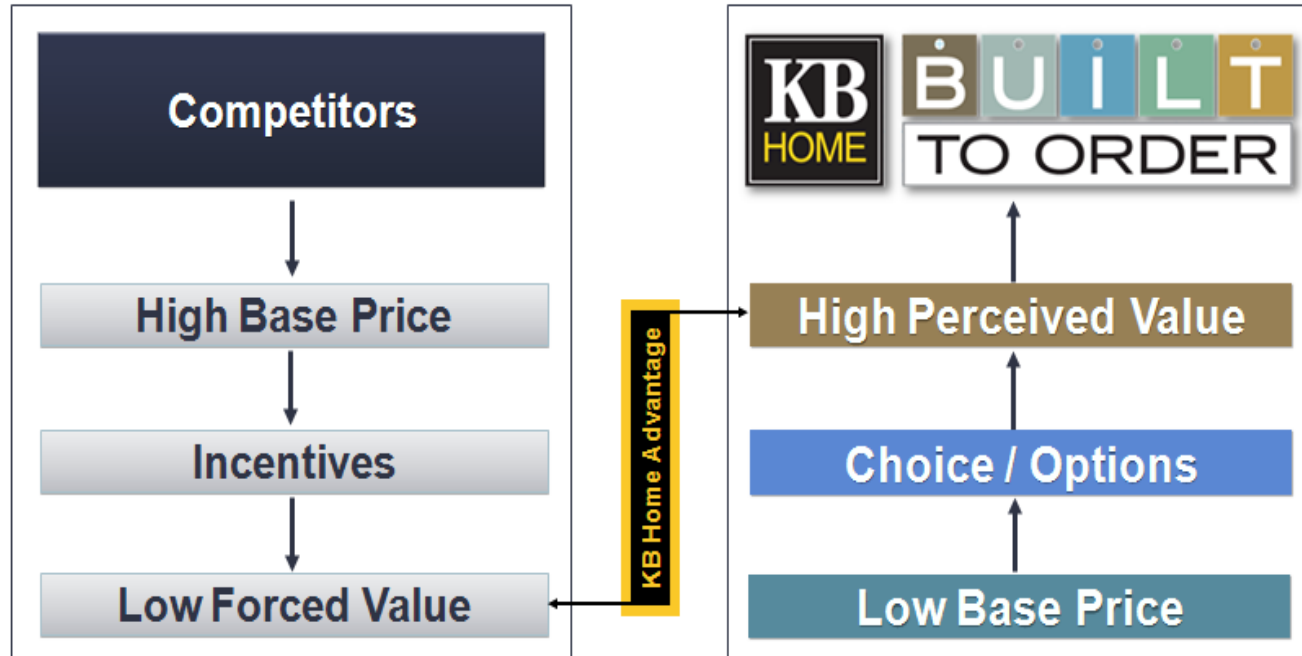 Competitors
High Base Price
Incentives
Low Forced Value
KB Home Advantage
KB
HOME
BUILT
TO ORDER
High Perceived Value
Choice / Options
Low Base Price